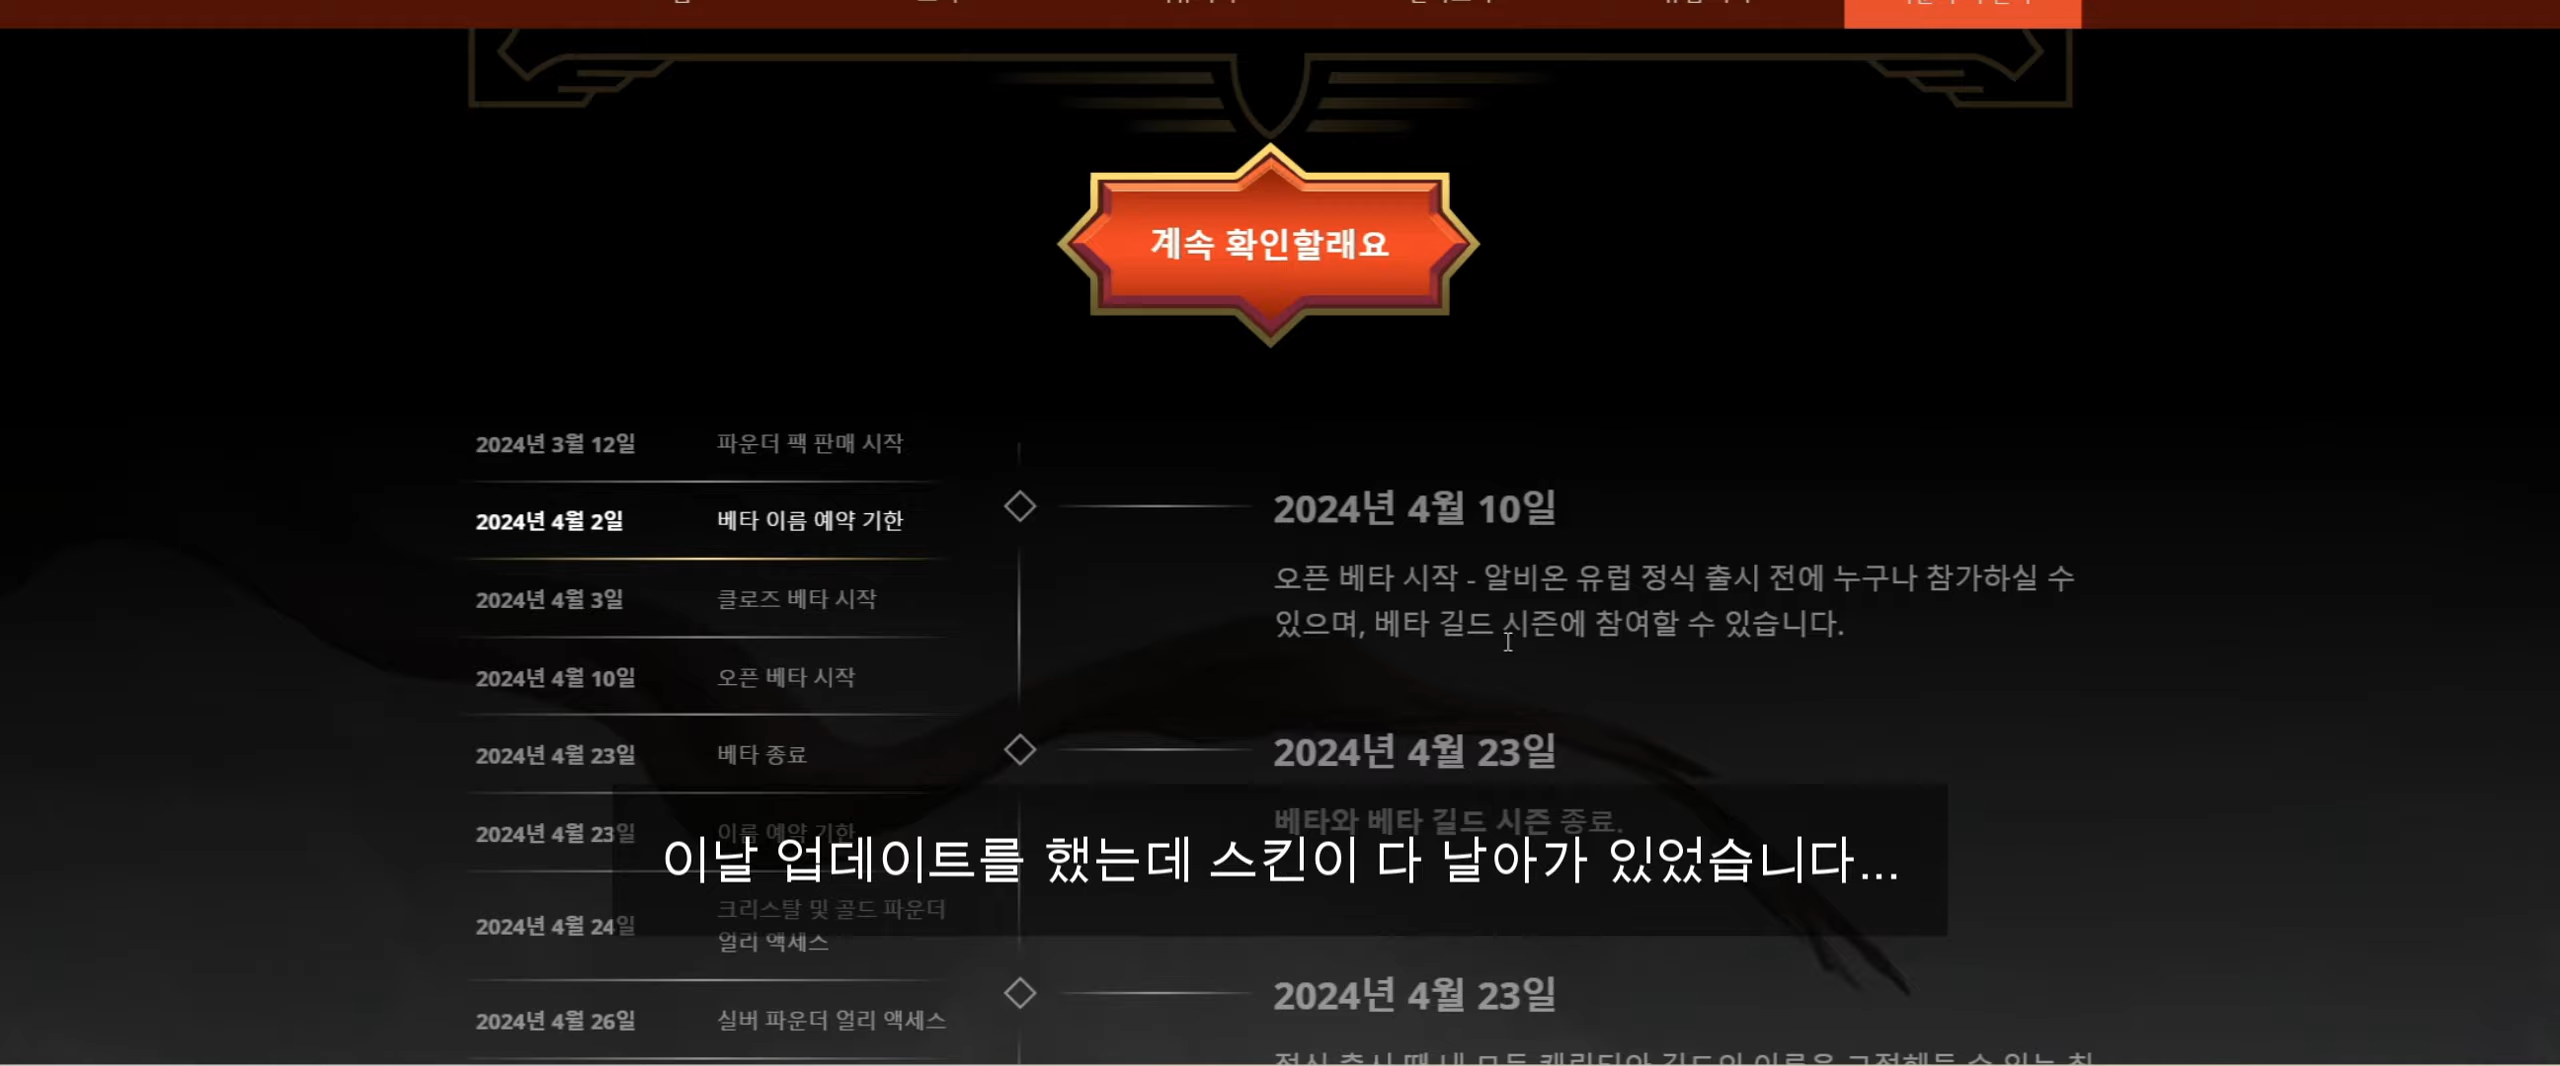 계속 확인할래요
2024년 3월 12일 파운더 팩 판매 시작
2024년 4월 2일 베타 이름 예약 기한
2024년 4월 3일 클로즈 베타 시작
2024년 4월 10일 오픈 베타 시작
2024년 4월 23일 베타 종료
2024년 4월 23일 이름 예약 기한
2024년 4월 24일 크리스탈 및 골드 파운더
얼리 액세스
2024년 4월 26일 실버 파운더 얼리 액세스
2024년 4월 10일
오픈 베타 시작 - 알비온 유럽 정식 출시 전에 누구나 참가하실 수
있으며, 베타 길드 시즌에 참여할 수 있습니다.
2024년 4월 23일
베타와 베타 길드 시즌 종료.
이날 업데이트를 했는데 스킨이 다 날아가 있었습니다...
2024년 4월 23일